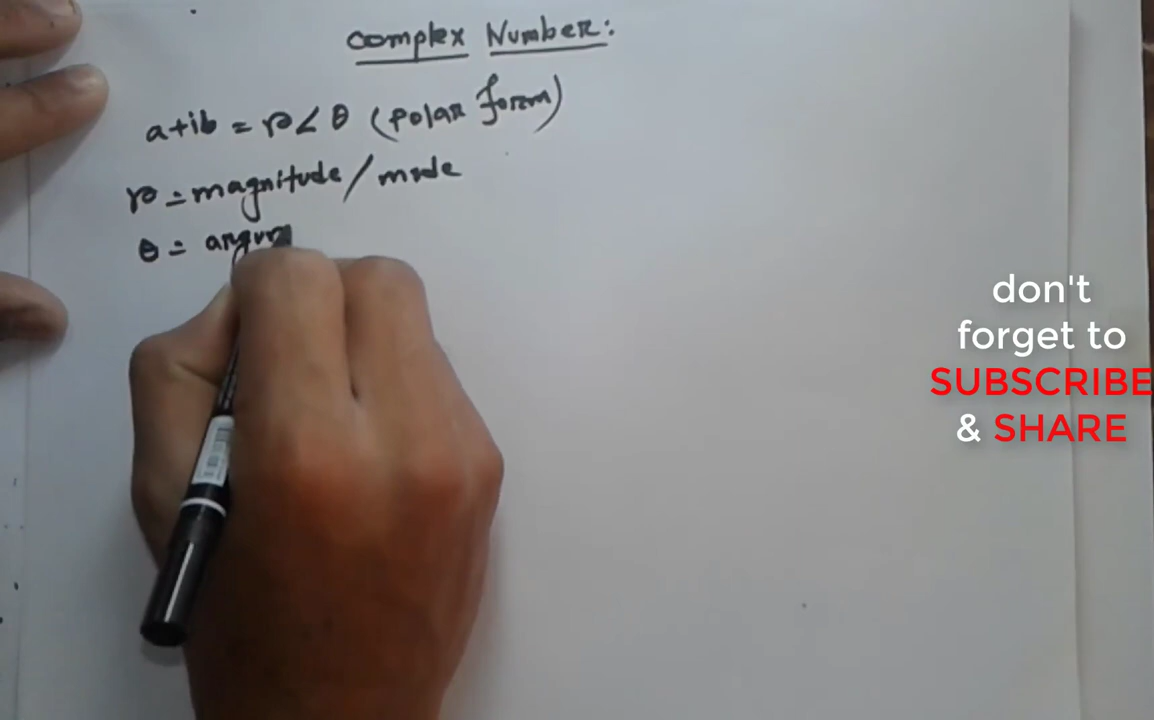 Complex Number:
a+ib = r∠θ (Polar form)
r = magnitude / mode
θ =
don't
forget to
SUBSCRIBE
& SHARE